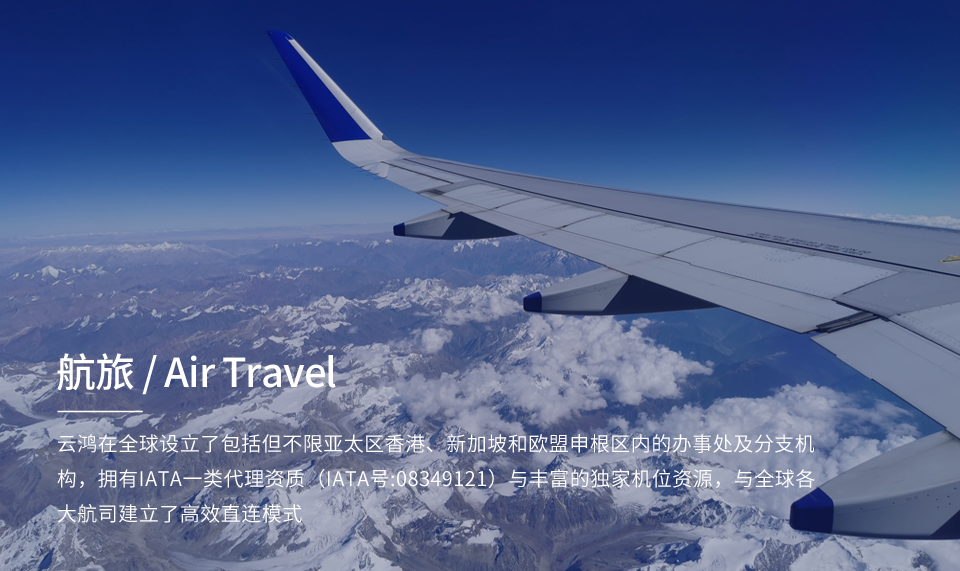 航旅 / Air Travel
云鸿在全球设立了包括但不限亚太区香港、新加坡和欧盟申根区内的办事处及分支机
构，拥有IATA一类代理资质（IATA号:08349121）与丰富的独家机位资源，与全球各
大航司建立了高效直连模式